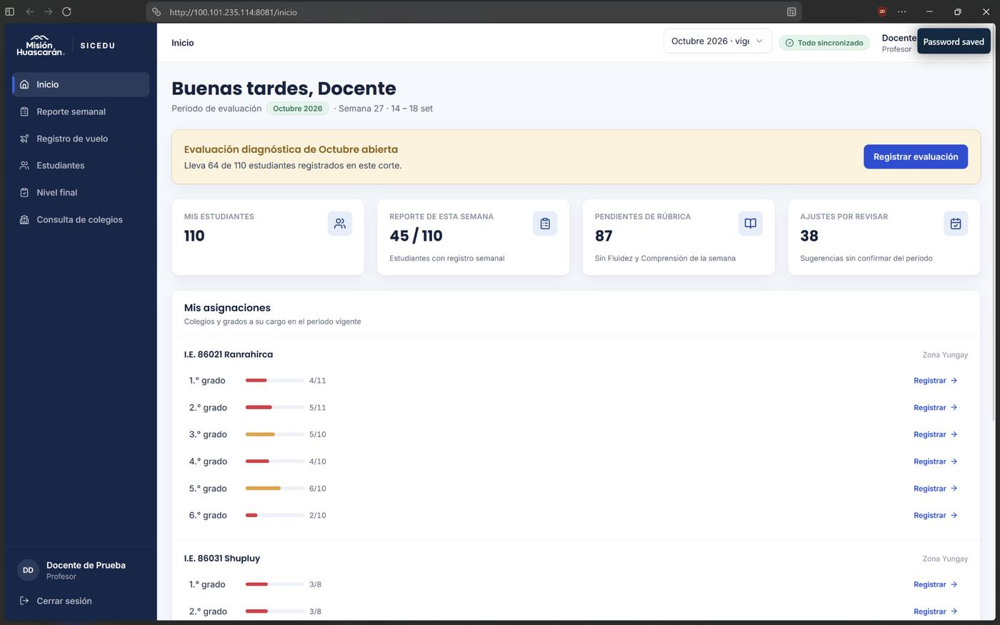 http://100.101.235.114:8081/inicio
Misión Huascarán.
SICEDU
Inicio
Reporte semanal
Registro de vuelo
Estudiantes
Nivel final
Consulta de colegios
DD
Docente de Prueba
Profesor
Cerrar sesión
Inicio
Octubre 2026 · vige
Todo sincronizado
Docente
Profesor
Password saved
Buenas tardes, Docente
Periodo de evaluación Octubre 2026 · Semana 27 · 14 – 18 set
Evaluación diagnóstica de Octubre abierta
Lleva 64 de 110 estudiantes registrados en este corte.
Registrar evaluación
MIS ESTUDIANTES
110
REPORTE DE ESTA SEMANA
45 / 110
Estudiantes con registro semanal
PENDIENTES DE RÚBRICA
87
Sin Fluidez y Comprensión de la semana
AJUSTES POR REVISAR
38
Sugerencias sin confirmar del periodo
Mis asignaciones
Colegios y grados a su cargo en el periodo vigente
I.E. 86021 Ranrahirca Zona Yungay
1.° grado 4/11 Registrar →
2.° grado 5/11 Registrar →
3.° grado 5/10 Registrar →
4.° grado 4/10 Registrar →
5.° grado 6/10 Registrar →
6.° grado 2/10 Registrar →
I.E. 86031 Shupluy Zona Yungay
1.° grado 3/8 Registrar →
2.° grado 3/8 Registrar →